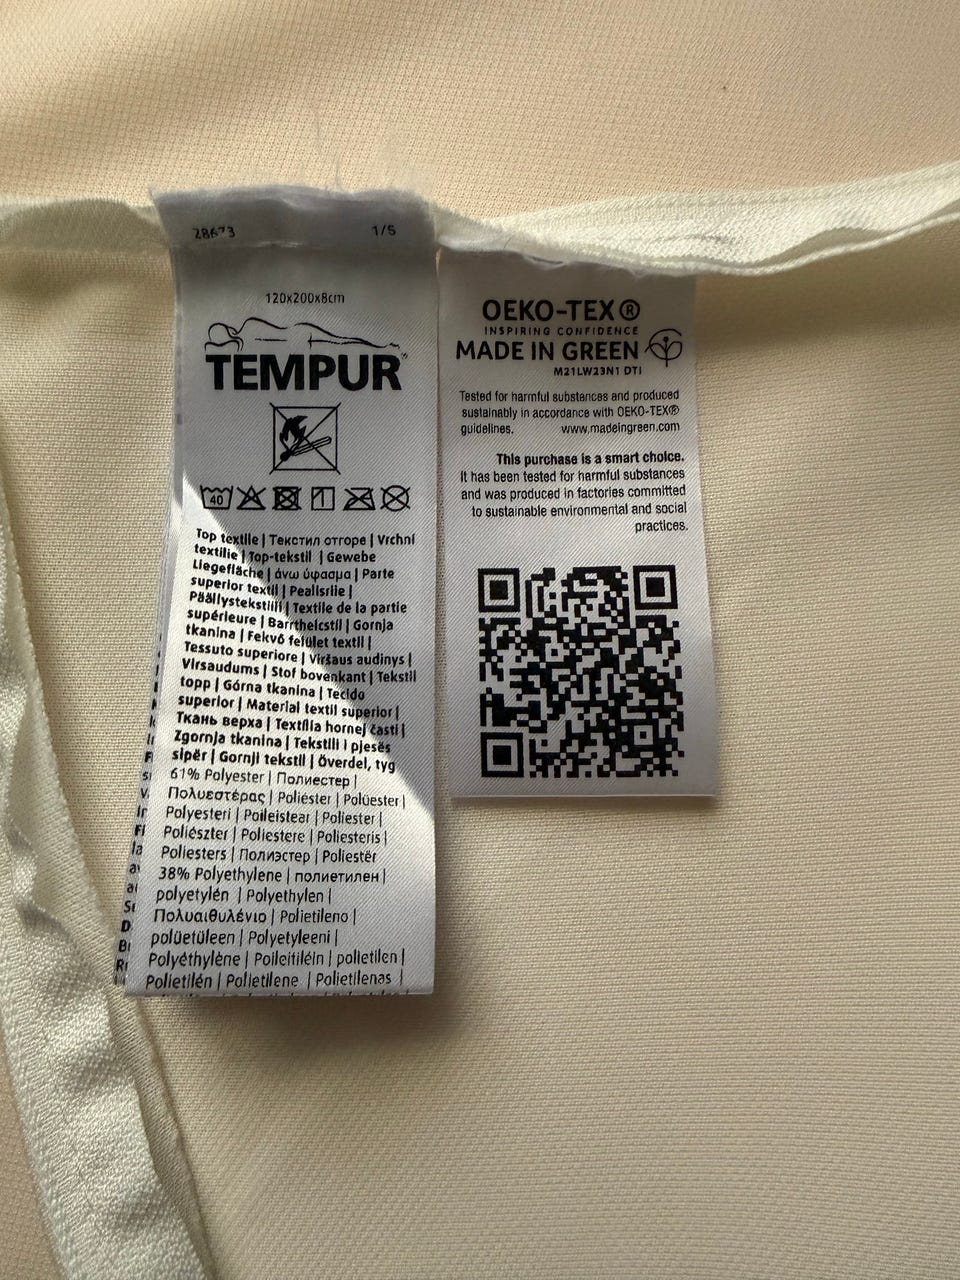 1/5
120x200x8cm
TEMPUR
40
Top textile | Текстил отгоре | Vrchní
textilie | Top-tekstil | Gewebe
Liegefläche | άνω ύφασμα | Parte
superior textil | Pealisriie |
Päällystekstiili | Textile de la partie
supérieure | Barrtheicstíl | Gornja
tkanina | Fekvő felület textil |
Tessuto superiore | Viršaus audinys |
Virsaudums | Stof bovenkant | Tekstil
topp | Górna tkanina | Tecido
superior | Material textil superior |
Ткань верха | Textília hornej časti |
Zgornja tkanina | Tekstili i pjesës
sipër | Gornji tekstil | Överdel, tyg
61% Polyester | Полиестер |
Πολυεστέρας | Poliéster | Polüester |
Polyesteri | Poileistear | Poliester |
Poliészter | Poliestere | Poliesteris |
Poliesters | Полиэстер | Poliestër
38% Polyethylene | полиетилен |
polyetylén | Polyethylen |
Πολυαιθυλένιο | Polietileno |
polüetüleen | Polyetyleeni |
Polyéthylène | Poileitiléin | polietilen |
Polietilén | Polietilene | Polietilenas |
OEKO-TEX®
INSPIRING CONFIDENCE
MADE IN GREEN
M21LW23N1 DTI
Tested for harmful substances and produced
sustainably in accordance with OEKO-TEX®
guidelines. www.madeingreen.com
This purchase is a smart choice.
It has been tested for harmful substances
and was produced in factories committed
to sustainable environmental and social
practices.